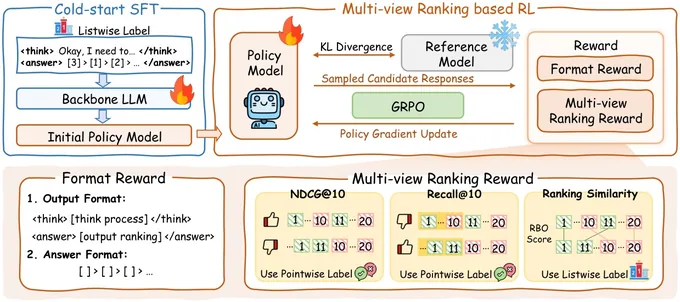 Cold-start SFT
Listwise Label
<think> Okay, I need to... </think>
<answer> [3] > [1] > [2] > ... </answer>
Backbone LLM
Initial Policy Model
Multi-view Ranking based RL
Policy
Model
AI
KL Divergence
Reference
Model
Sampled Candidate Responses
GRPO
Policy Gradient Update
Reward
Format Reward
Multi-view
Ranking Reward
Format Reward
1. Output Format:
<think> [think process] </think>
<answer> [output ranking] </answer>
2. Answer Format:
[ ] > [ ] > [ ] > ...
Multi-view Ranking Reward
NDCG@10
1 ... 10 11 ... 20
1 ... 10 11 ... 20
Use Pointwise Label
Recall@10
1 ... 10 11 ... 20
1 ... 10 11 ... 20
Use Pointwise Label
Ranking Similarity
RBO
Score
1 10 11 ... 20
1 11 ... 10 ... 20
Use Listwise Label